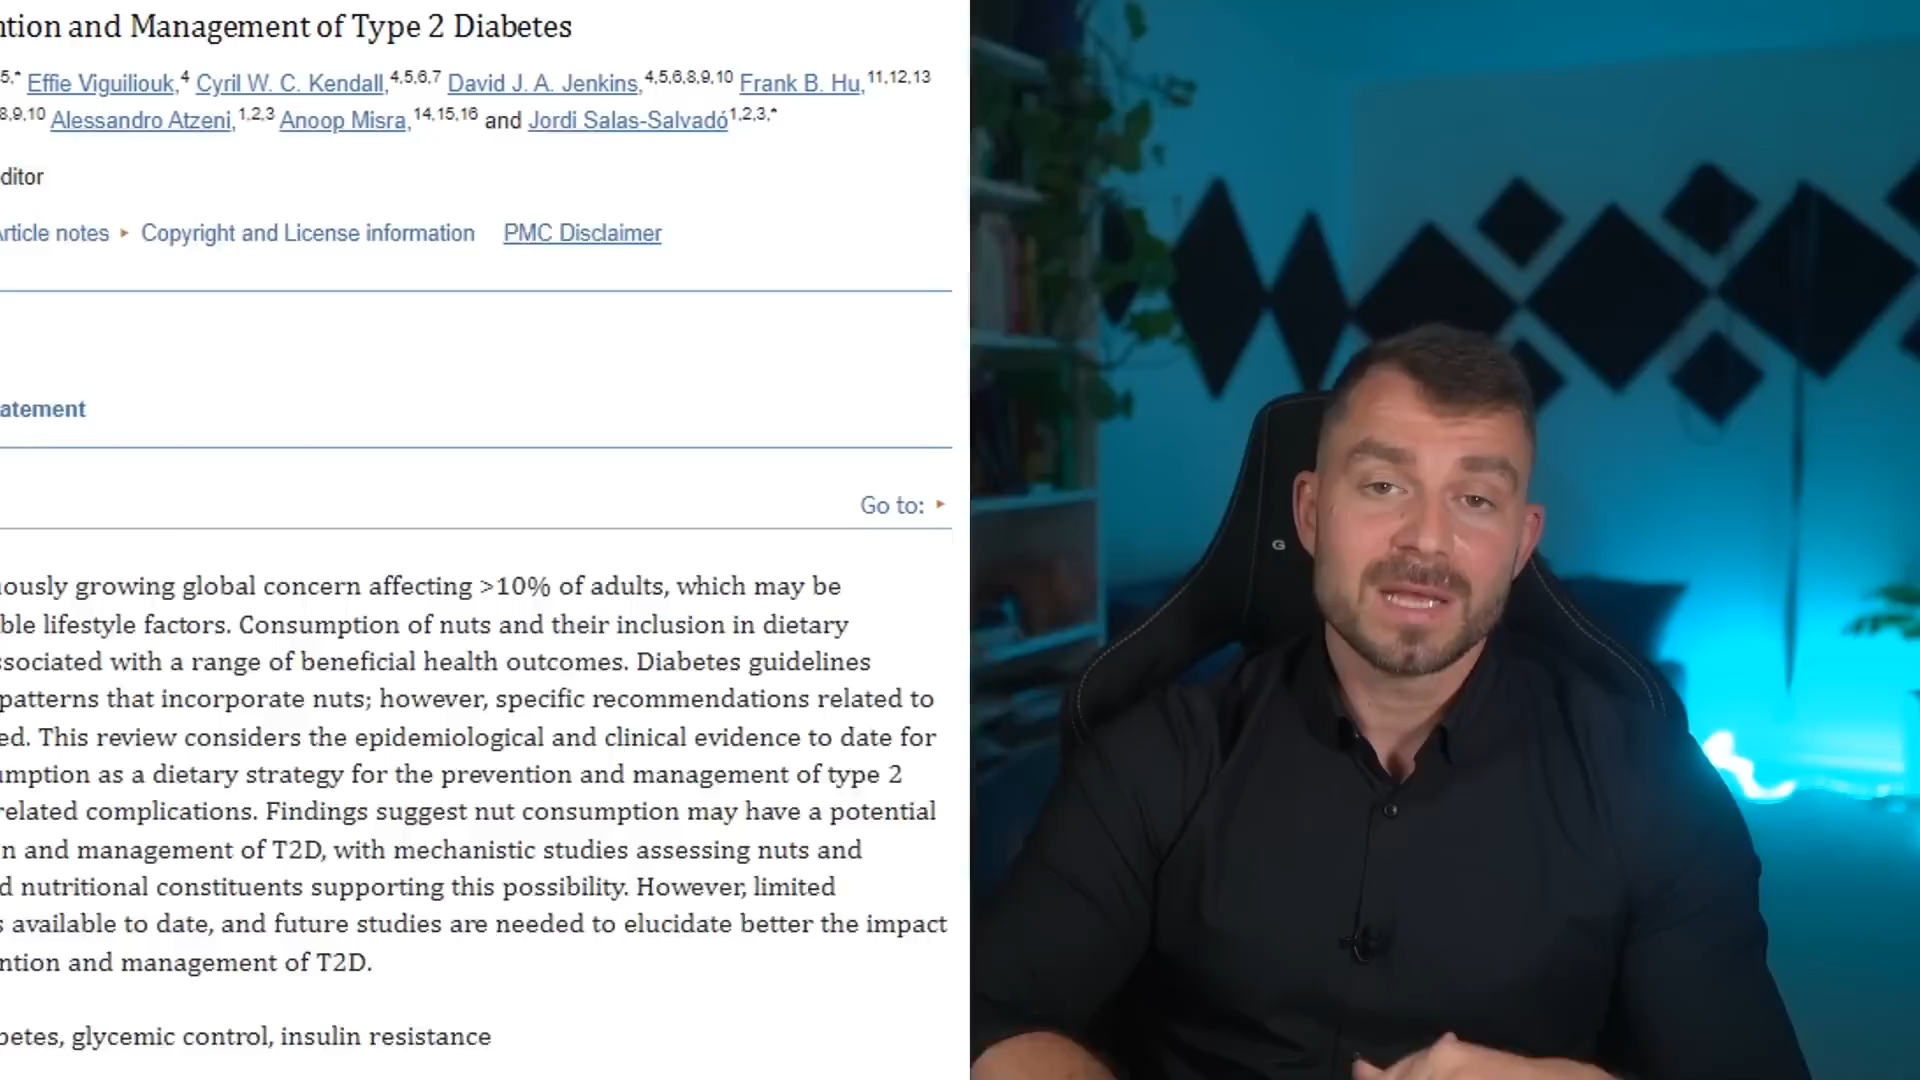 ntion and Management of Type 2 Diabetes
5,* Effie Viguiliouk,4 Cyril W. C. Kendall,4,5,6,7 David J. A. Jenkins,4,5,6,8,9,10 Frank B. Hu,11,12,13
8,9,10 Alessandro Atzeni,1,2,3 Anoop Misra,14,15,16 and Jordi Salas-Salvadó1,2,3,*
ditor
Article notes ▸ Copyright and License information PMC Disclaimer
atement
Go to: ▸
uously growing global concern affecting >10% of adults, which may be
ble lifestyle factors. Consumption of nuts and their inclusion in dietary
ssociated with a range of beneficial health outcomes. Diabetes guidelines
patterns that incorporate nuts; however, specific recommendations related to
ed. This review considers the epidemiological and clinical evidence to date for
umption as a dietary strategy for the prevention and management of type 2
related complications. Findings suggest nut consumption may have a potential
n and management of T2D, with mechanistic studies assessing nuts and
d nutritional constituents supporting this possibility. However, limited
s available to date, and future studies are needed to elucidate better the impact
ntion and management of T2D.
betes, glycemic control, insulin resistance
G